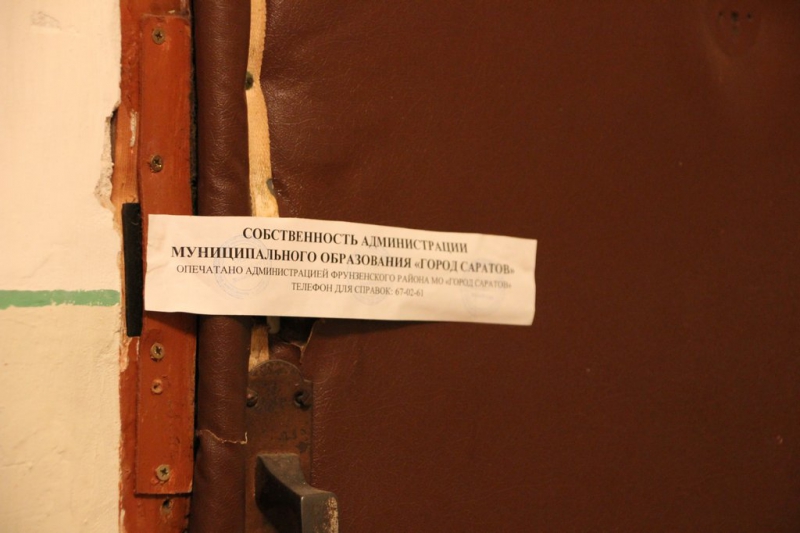 СОБСТВЕННОСТЬ АДМИНИСТРАЦИИ
МУНИЦИПАЛЬНОГО ОБРАЗОВАНИЯ «ГОРОД САРАТОВ»
ОПЕЧАТАНО АДМИНИСТРАЦИЕЙ ФРУНЗЕНСКОГО РАЙОНА МО «ГОРОД САРАТОВ»
ТЕЛЕФОН ДЛЯ СПРАВОК: 67-02-61